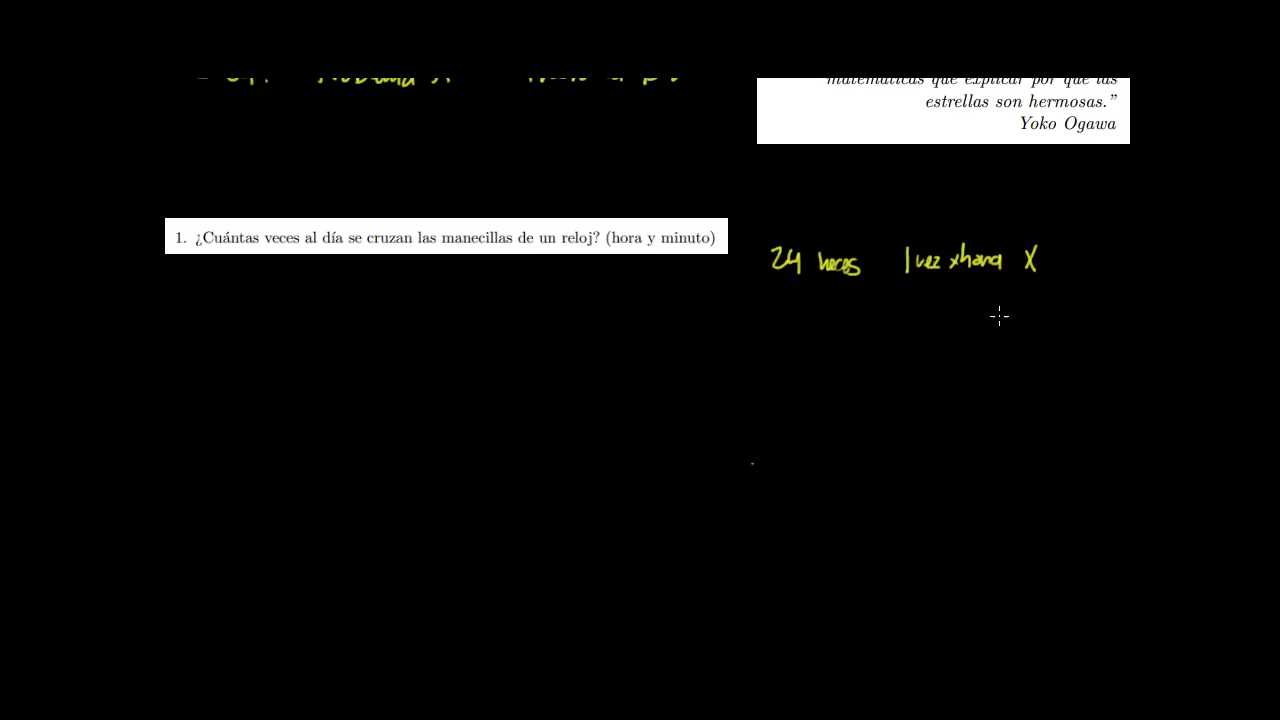 matemáticas que explicar por qué las
estrellas son hermosas.”
Yoko Ogawa
1. ¿Cuántas veces al día se cruzan las manecillas de un reloj? (hora y minuto)
24 veces 1 vez x hora X